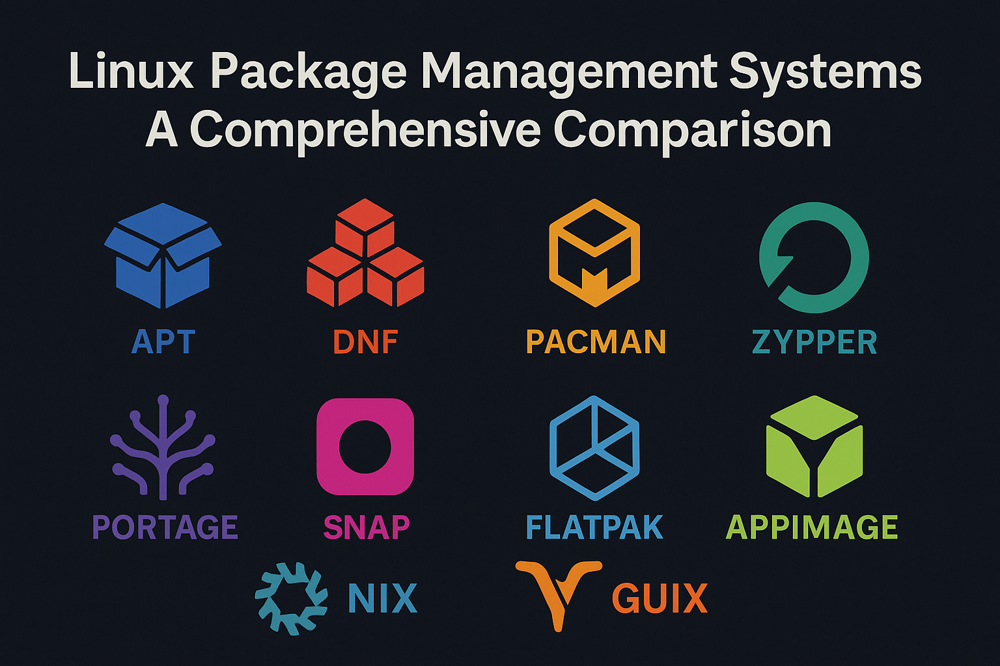 Linux Package Management Systems
A Comprehensive Comparison
APT
DNF
PACMAN
ZYPPER
PORTAGE
SNAP
FLATPAK
APPIMAGE
NIX
GUIX